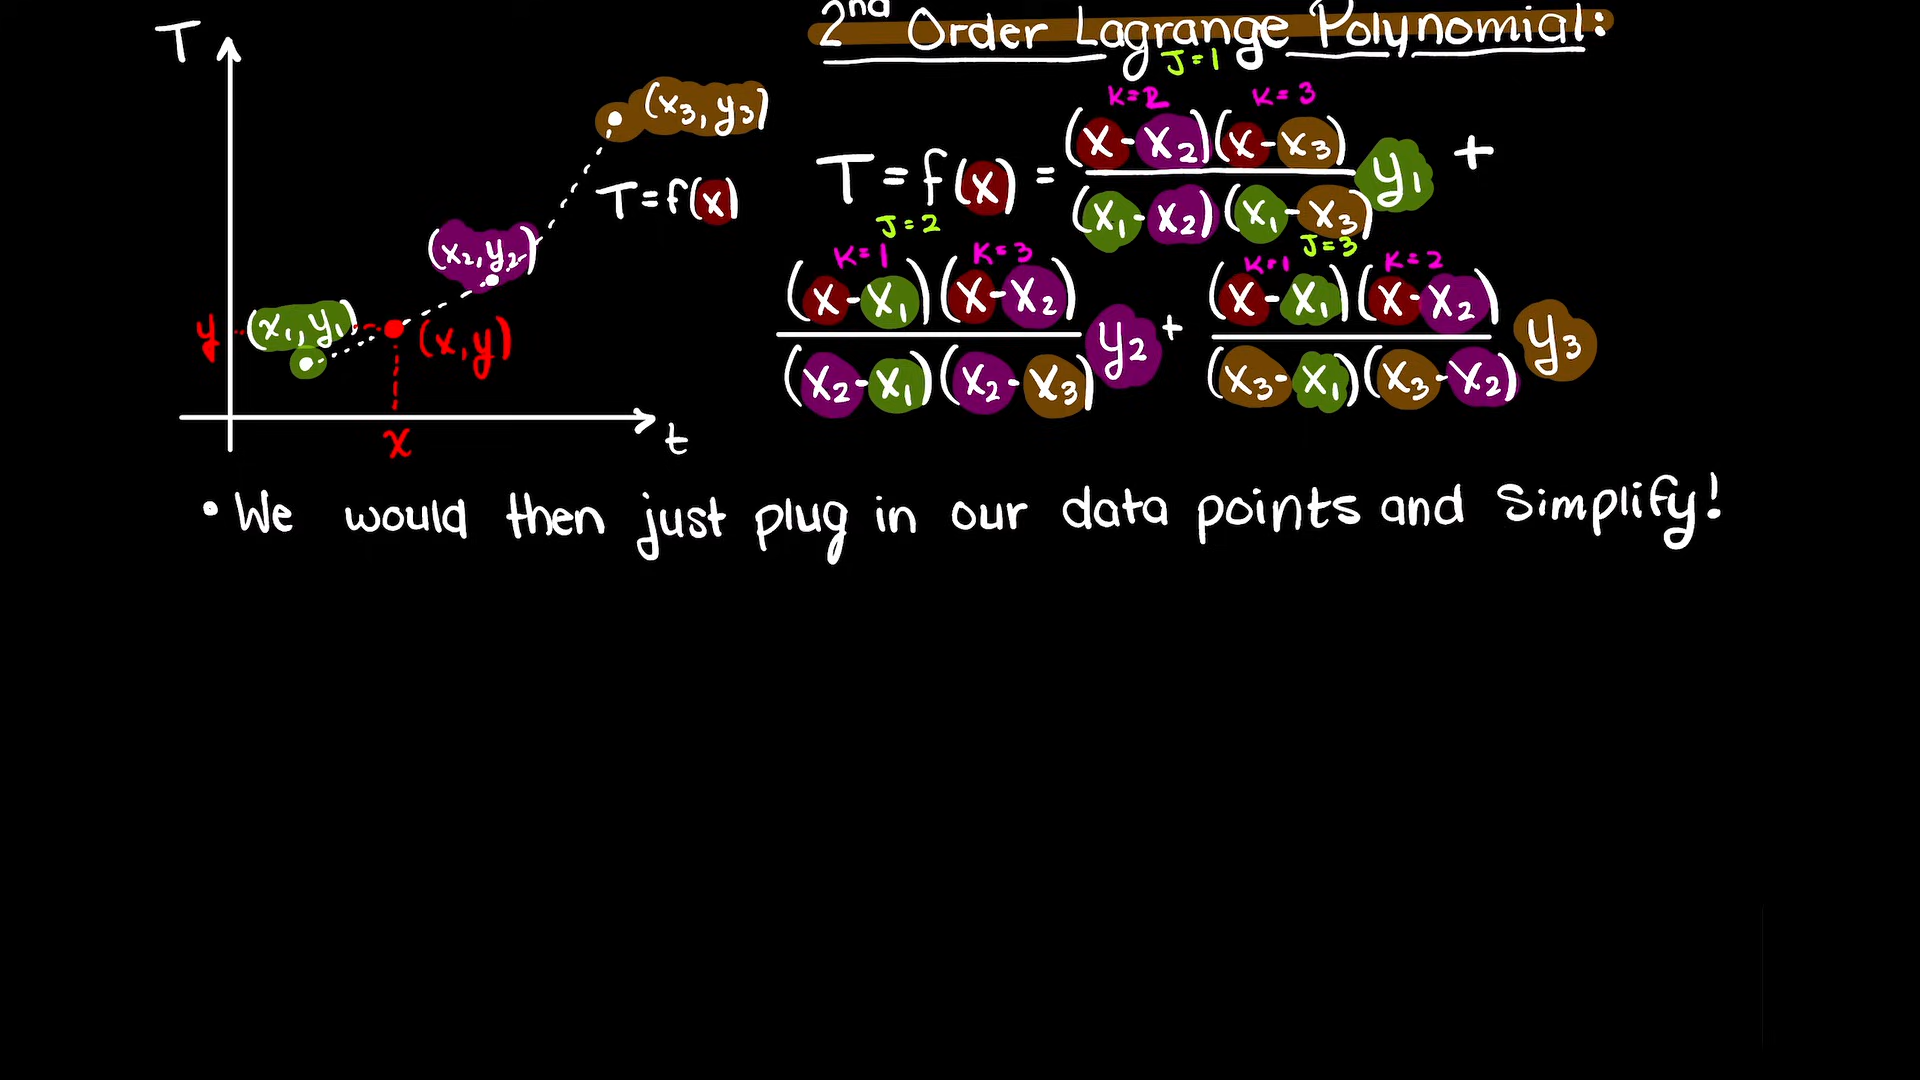 2nd Order Lagrange Polynomial:
T
(x₃, y₃)
T = f(x)
(x₂, y₂)
(x₁, y₁)
y
(x, y)
x
t
J=1
K=2 K=3
T = f(x) = (x-x₂)(x-x₃) / (x₁-x₂)(x₁-x₃) y₁ +
J=2
K=1 K=3
(x-x₁)(x-x₂) / (x₂-x₁)(x₂-x₃) y₂ +
J=3
K=1 K=2
(x-x₁)(x-x₂) / (x₃-x₁)(x₃-x₂) y₃
• We would then just plug in our data points and simplify!